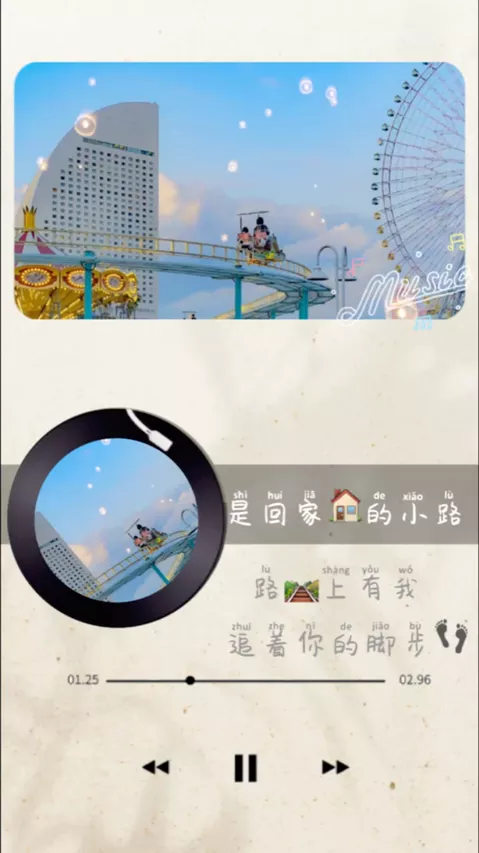 Music
shì huí jiā de xiǎo lù
是回家🏠的小路
lù shàng yǒu wǒ
路🛤️上有我
zhuī zhe nǐ de jiǎo bù
追着你的脚步👣
01.25 02.96